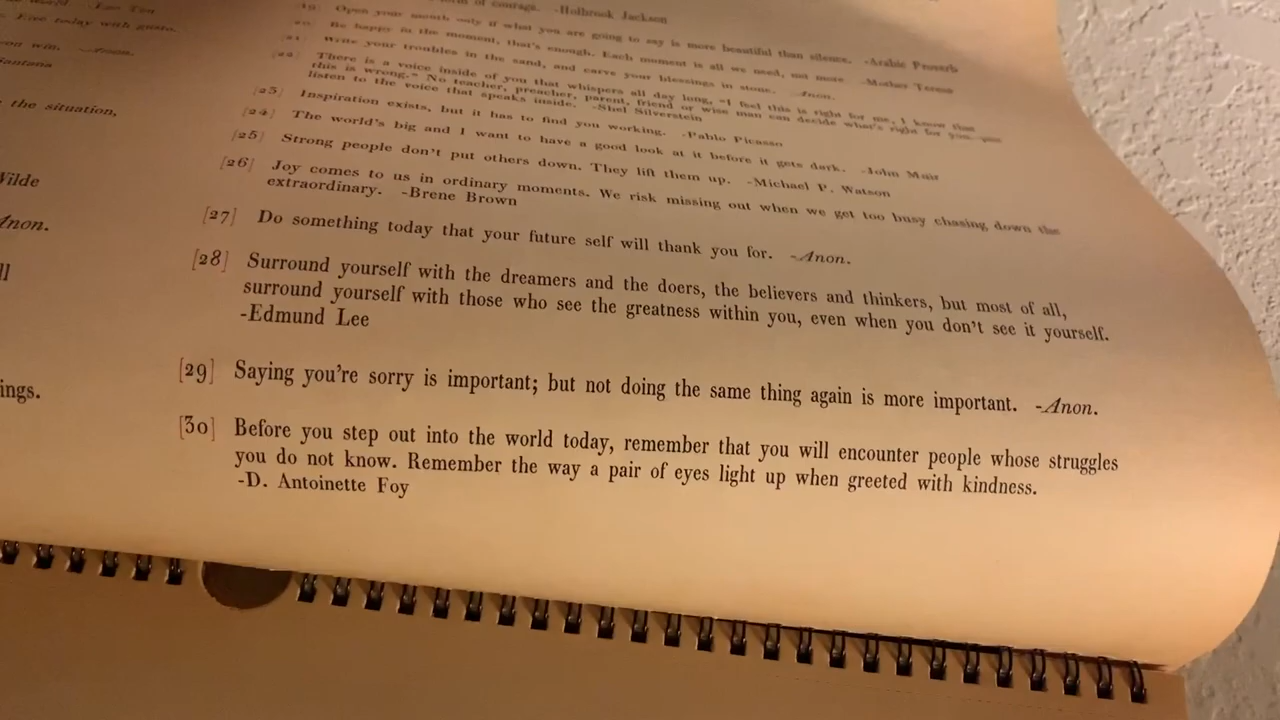 the situation,
Wilde
Anon.
ll
ings.
of courage. -Holbrook Jackson
[19] Open your mouth only if what you are going to say is more beautiful than silence. -Arabic Proverb
[20] Be happy in the moment, that's enough. Each moment is all we need, not more. -Mother Teresa
[21] Write your troubles in the sand, and carve your blessings in stone. -Anon.
[22] There is a voice inside of you that whispers all day long, "I feel this is right for me, I know that
this is wrong." No teacher, preacher, parent, friend or wise man can decide what's right for you—just
listen to the voice that speaks inside. -Shel Silverstein
[23] Inspiration exists, but it has to find you working. -Pablo Picasso
[24] The world's big and I want to have a good look at it before it gets dark. -John Muir
[25] Strong people don't put others down. They lift them up. -Michael P. Watson
[26] Joy comes to us in ordinary moments. We risk missing out when we get too busy chasing down the
extraordinary. -Brene Brown
[27] Do something today that your future self will thank you for. -Anon.
[28] Surround yourself with the dreamers and the doers, the believers and thinkers, but most of all,
surround yourself with those who see the greatness within you, even when you don't see it yourself.
-Edmund Lee
[29] Saying you're sorry is important; but not doing the same thing again is more important. -Anon.
[30] Before you step out into the world today, remember that you will encounter people whose struggles
you do not know. Remember the way a pair of eyes light up when greeted with kindness.
-D. Antoinette Foy